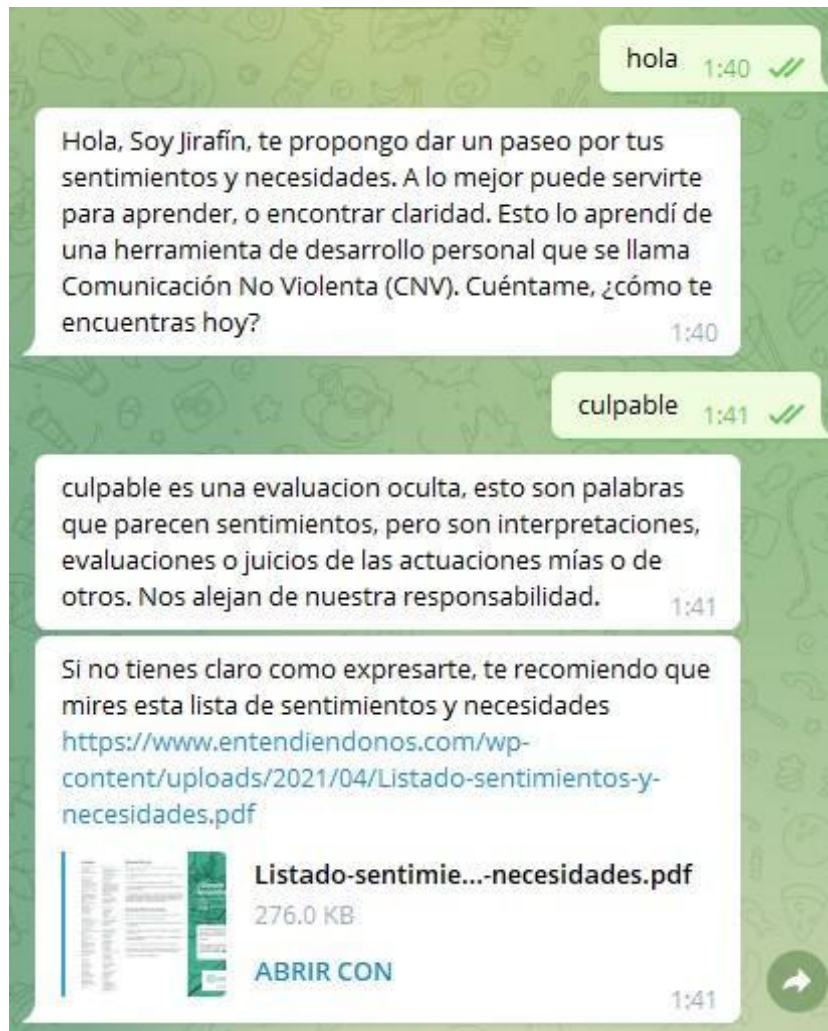 hola 1:40
Hola, Soy Jirafín, te propongo dar un paseo por tus
sentimientos y necesidades. A lo mejor puede servirte
para aprender, o encontrar claridad. Esto lo aprendí de
una herramienta de desarrollo personal que se llama
Comunicación No Violenta (CNV). Cuéntame, ¿cómo te
encuentras hoy? 1:40
culpable 1:41
culpable es una evaluacion oculta, esto son palabras
que parecen sentimientos, pero son interpretaciones,
evaluaciones o juicios de las actuaciones mías o de
otros. Nos alejan de nuestra responsabilidad. 1:41
Si no tienes claro como expresarte, te recomiendo que
mires esta lista de sentimientos y necesidades
https://www.entendiendonos.com/wp-
content/uploads/2021/04/Listado-sentimientos-y-
necesidades.pdf
Listado-sentimie...-necesidades.pdf
276.0 KB
ABRIR CON
1:41